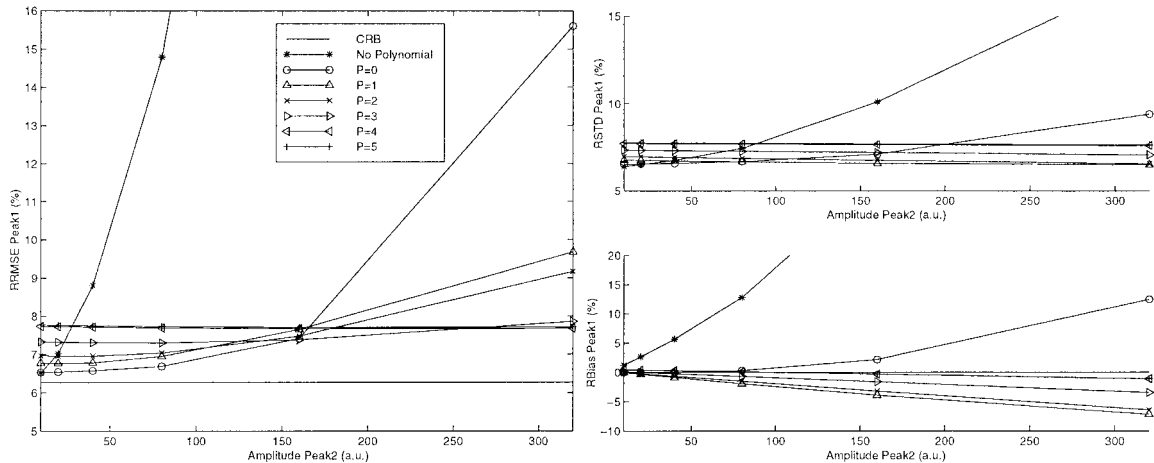 16
15
14
13
12
11
10
9
8
7
6
5
RRMSE Peak1 (%)
50
100
150
200
250
300
Amplitude Peak2 (a.u.)
CRB
No Polynomial
P=0
P=1
P=2
P=3
P=4
P=5
15
10
5
RSTD Peak1 (%)
50
100
150
200
250
300
Amplitude Peak2 (a.u.)
20
15
10
5
0
−5
−10
RBias Peak1 (%)
50
100
150
200
250
300
Amplitude Peak2 (a.u.)